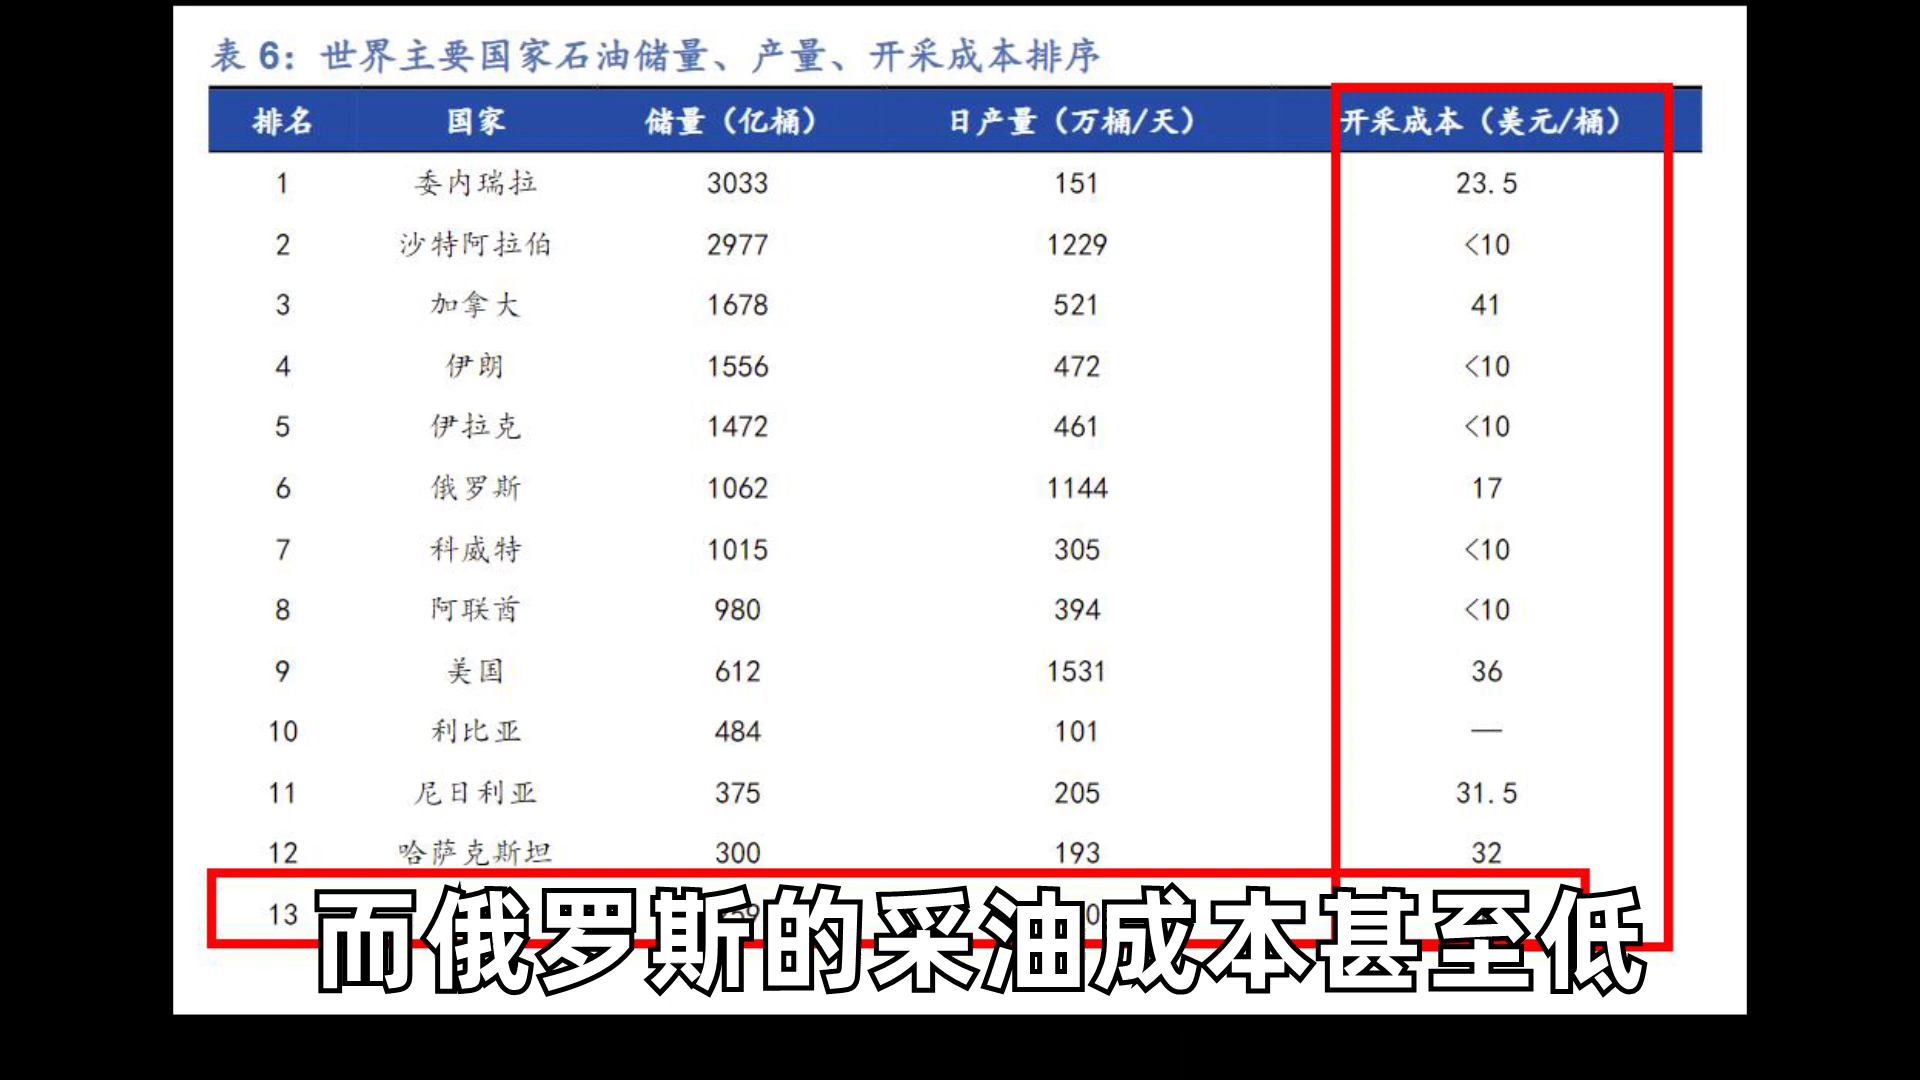 表 6：世界主要国家石油储量、产量、开采成本排序
排名 国家 储量（亿桶） 日产量（万桶/天） 开采成本（美元/桶）
1 委内瑞拉 3033 151 23.5
2 沙特阿拉伯 2977 1229 <10
3 加拿大 1678 521 41
4 伊朗 1556 472 <10
5 伊拉克 1472 461 <10
6 俄罗斯 1062 1144 17
7 科威特 1015 305 <10
8 阿联酋 980 394 <10
9 美国 612 1531 36
10 利比亚 484 101 —
11 尼日利亚 375 205 31.5
12 哈萨克斯坦 300 193 32
13
而俄罗斯的采油成本甚至低